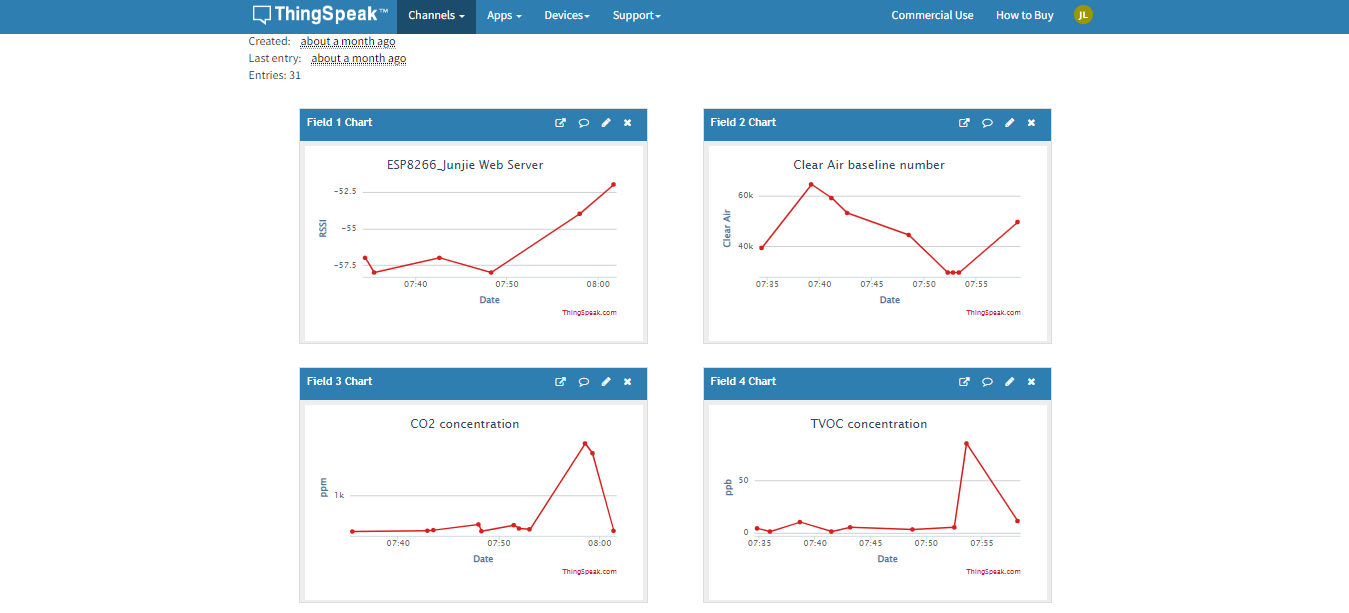 ThingSpeak™ Channels Apps Devices Support Commercial Use How to Buy JL
Created: about a month ago
Last entry: about a month ago
Entries: 31
Field 1 Chart
ESP8266_Junjie Web Server
RSSI
−52.5
−55
−57.5
07:40 07:50 08:00
Date
ThingSpeak.com
Field 2 Chart
Clear Air baseline number
Clear Air
60k
40k
07:35 07:40 07:45 07:50 07:55
Date
ThingSpeak.com
Field 3 Chart
CO2 concentration
ppm
1k
07:40 07:50 08:00
Date
ThingSpeak.com
Field 4 Chart
TVOC concentration
ppb
50
0
07:35 07:40 07:45 07:50 07:55
Date
ThingSpeak.com